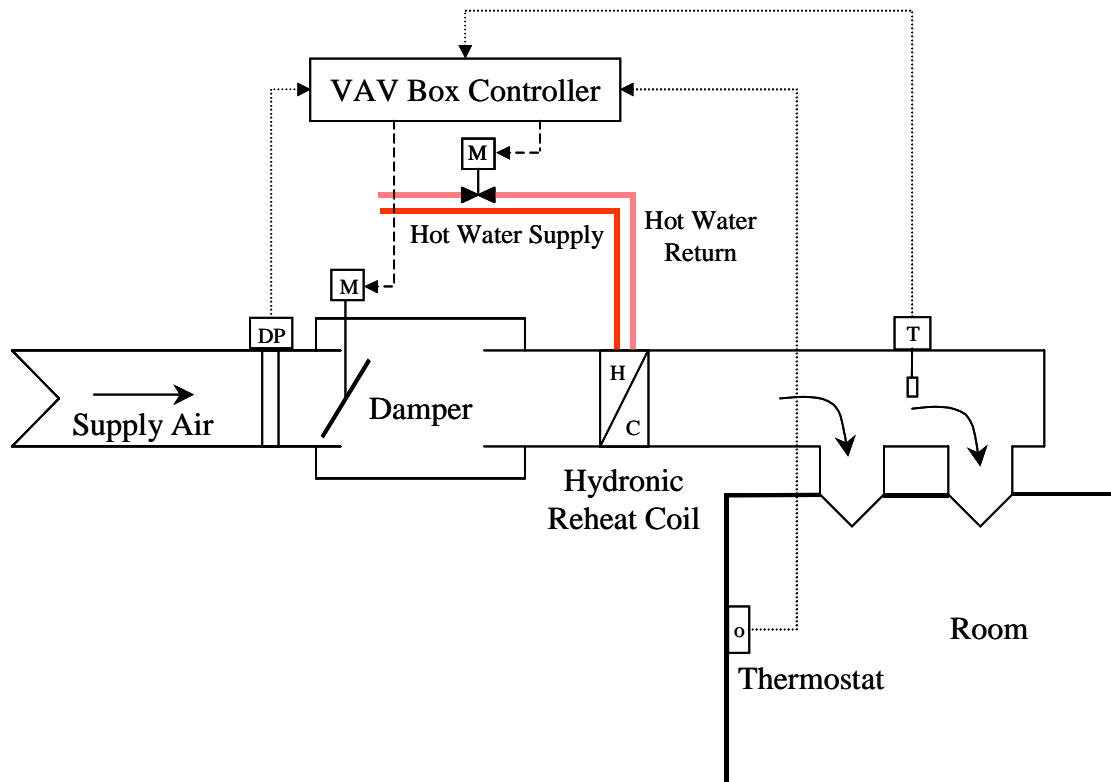 VAV Box Controller
M
Hot Water Supply
Hot Water
Return
M
DP
T
Supply Air
Damper
H
C
Hydronic
Reheat Coil
o
Room
Thermostat